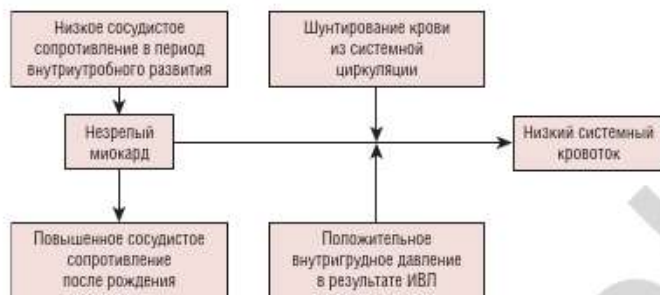 Низкое сосудистое
сопротивление в период
внутриутробного развития
Шунтирование крови
из системной
циркуляции
Незрелый
миокард
Низкий системный
кровоток
Повышенное сосудистое
сопротивление
после рождения
Положительное
внутригрудное давление
в результате ИВЛ